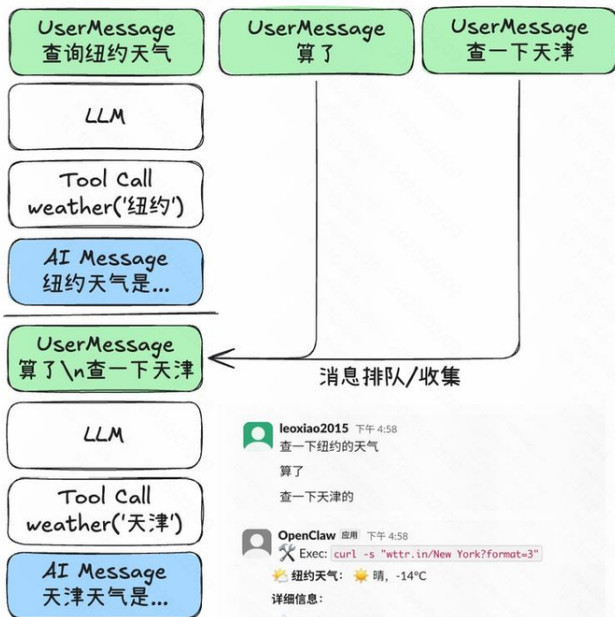 UserMessage
查询纽约天气
UserMessage
算了
UserMessage
查一下天津
LLM
Tool Call
weather('纽约')
AI Message
纽约天气是...
UserMessage
算了\n查一下天津
消息排队/收集
LLM
Tool Call
weather('天津')
AI Message
天津天气是...
leoxiao2015 下午 4:58
查一下纽约的天气
算了
查一下天津的
OpenClaw 应用 下午 4:58
🛠️ Exec: curl -s "wttr.in/New York?format=3"
🌤️ 纽约天气： ☀️ 晴，-14°C
详细信息：